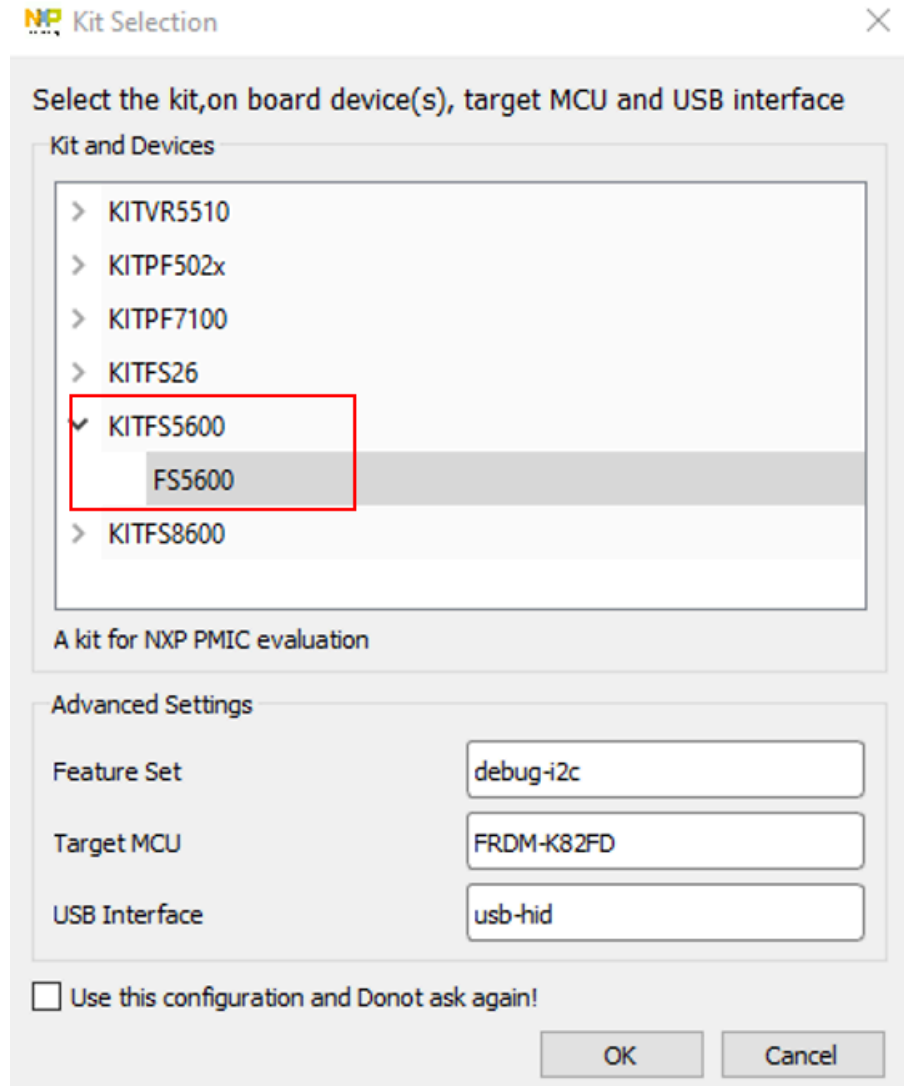 NXP Kit Selection
Select the kit,on board device(s), target MCU and USB interface
Kit and Devices
KITVR5510
KITPF502x
KITPF7100
KITFS26
KITFS5600
FS5600
KITFS8600
A kit for NXP PMIC evaluation
Advanced Settings
Feature Set debug-i2c
Target MCU FRDM-K82FD
USB Interface usb-hid
Use this configuration and Donot ask again!
OK Cancel